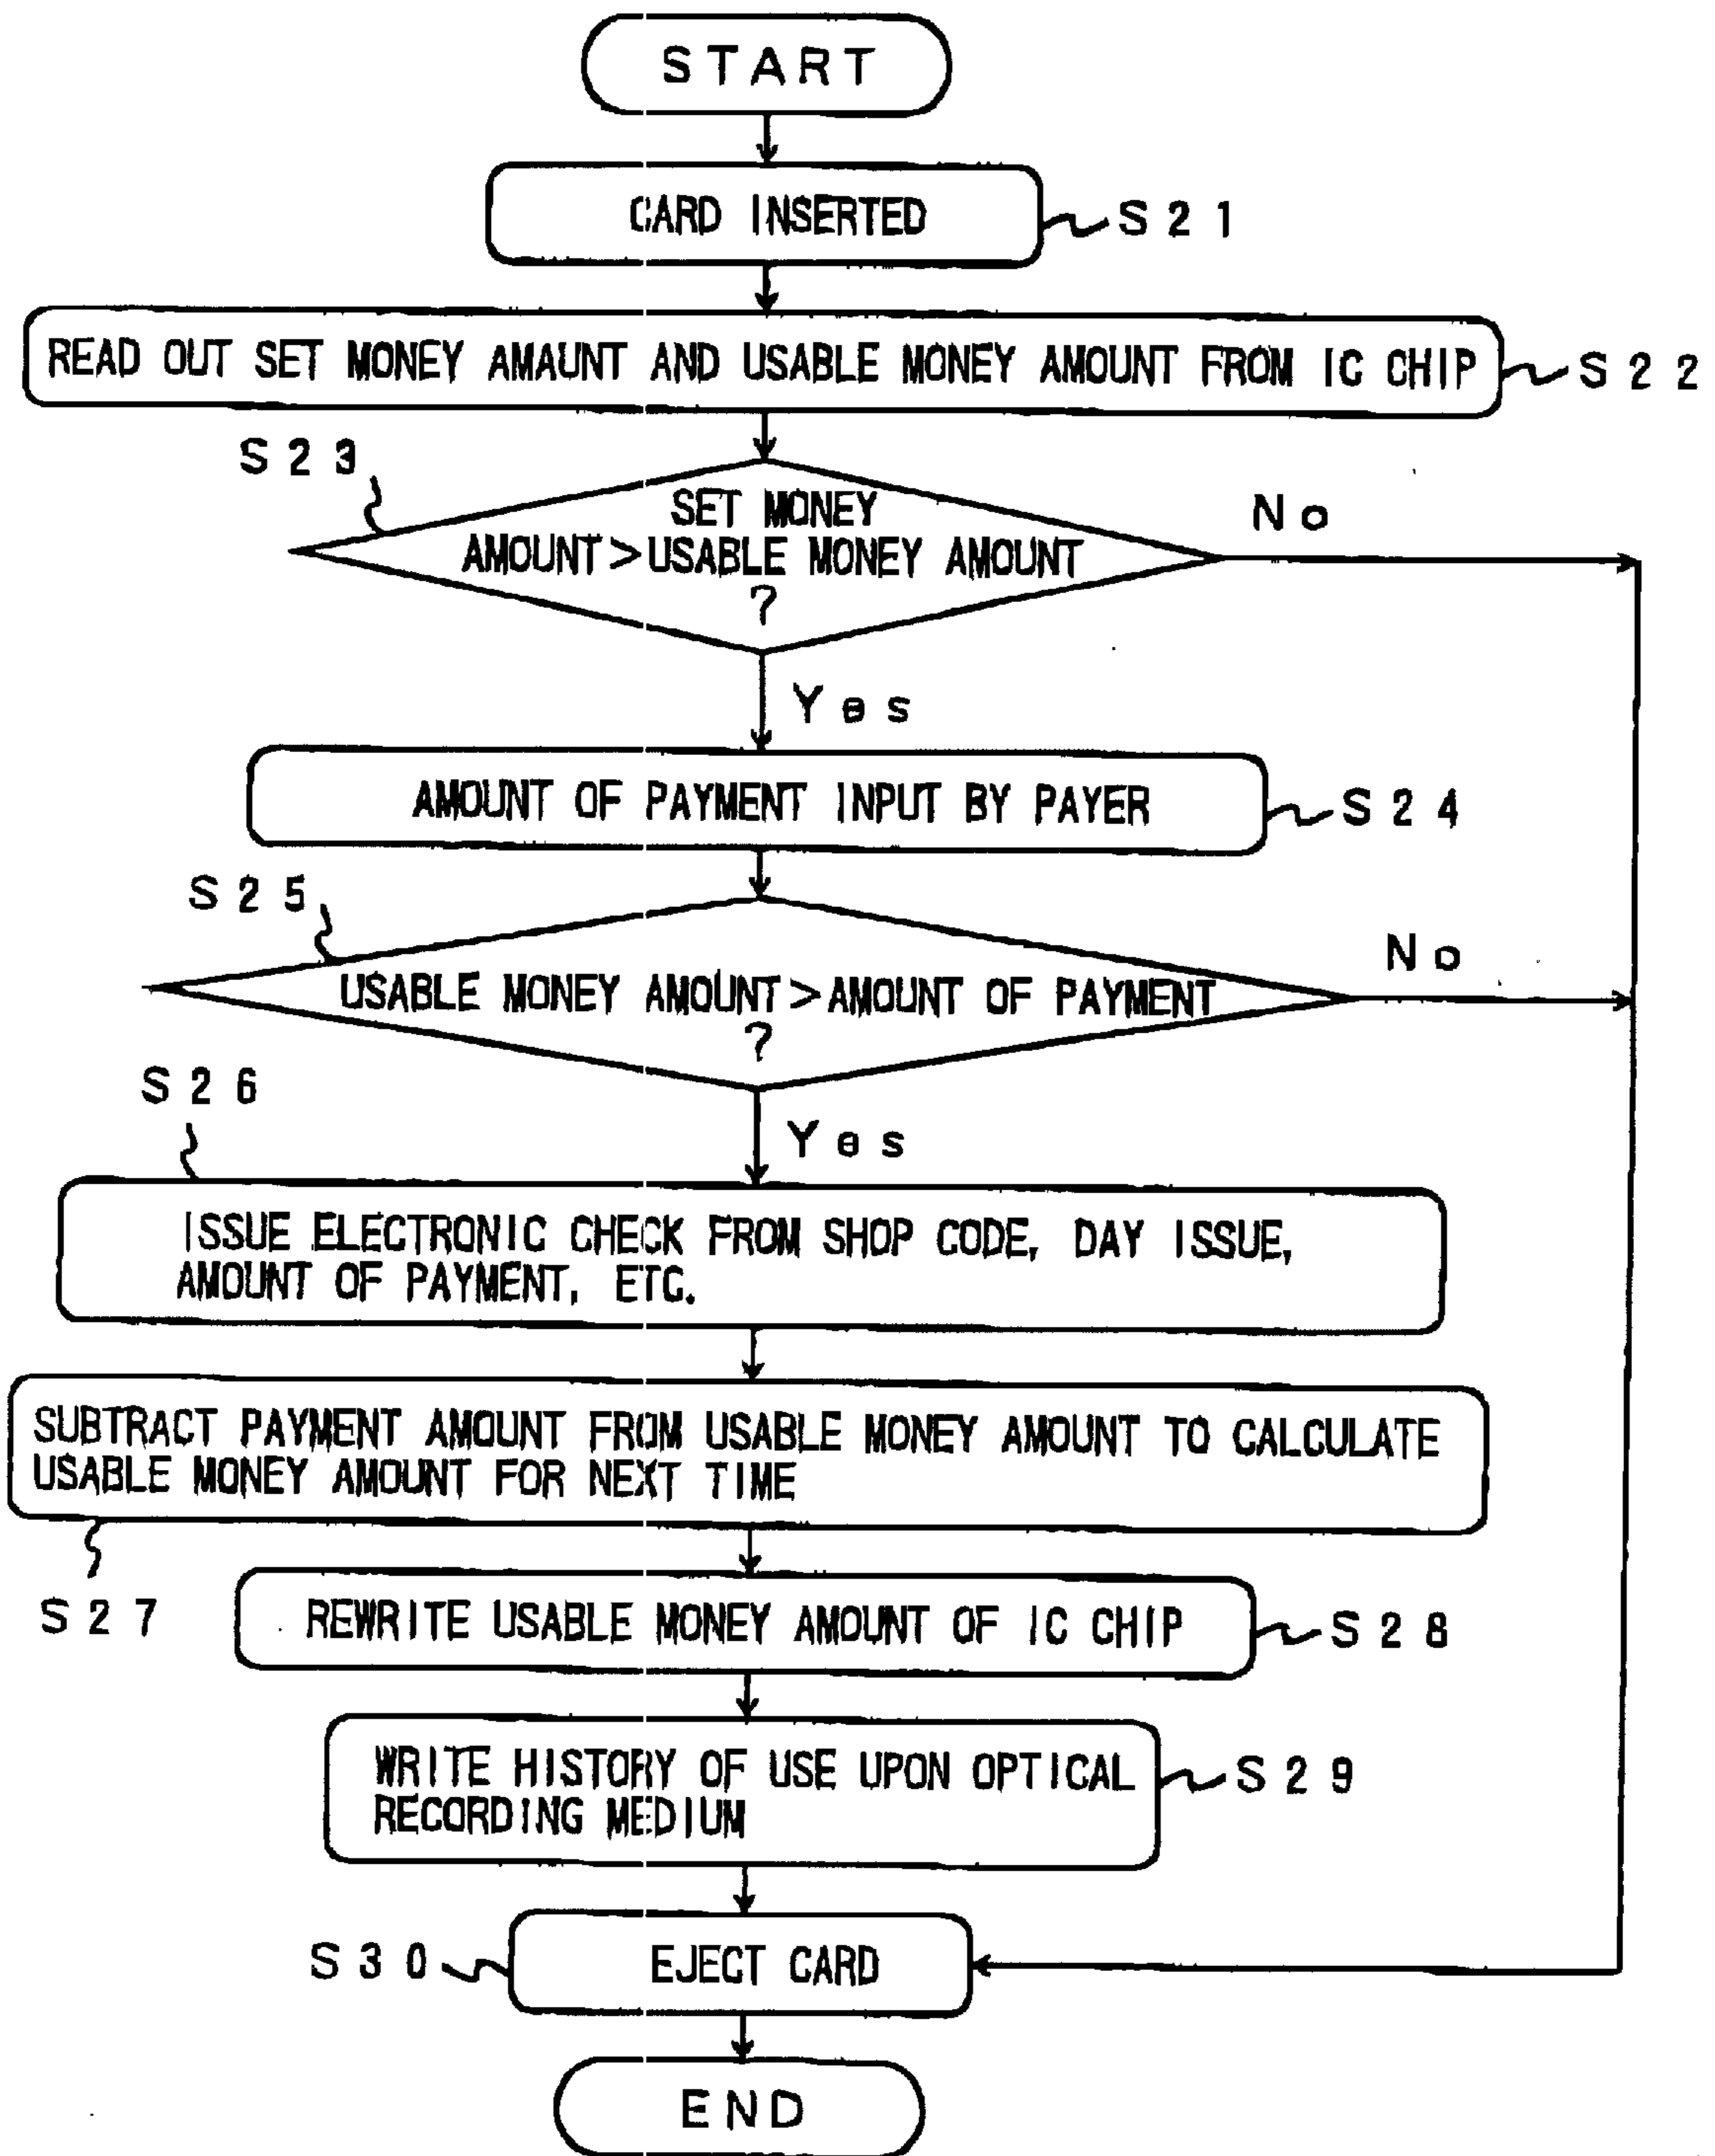 START
CARD INSERTED
S21
READ OUT SET MONEY AMAUNT AND USABLE MONEY AMOUNT FROM IC CHIP
S22
S23
SET MONEY
AMOUNT>USABLE MONEY AMOUNT
?
No
Yes
AMOUNT OF PAYMENT INPUT BY PAYER
S24
S25
USABLE MONEY AMOUNT>AMOUNT OF PAYMENT
?
No
Yes
S26
ISSUE ELECTRONIC CHECK FROM SHOP CODE, DAY ISSUE,
AMOUNT OF PAYMENT, ETC.
SUBTRACT PAYMENT AMOUNT FROM USABLE MONEY AMOUNT TO CALCULATE
USABLE MONEY AMOUNT FOR NEXT TIME
S27
REWRITE USABLE MONEY AMOUNT OF IC CHIP
S28
WRITE HISTORY OF USE UPON OPTICAL
RECORDING MEDIUM
S29
S30
EJECT CARD
END